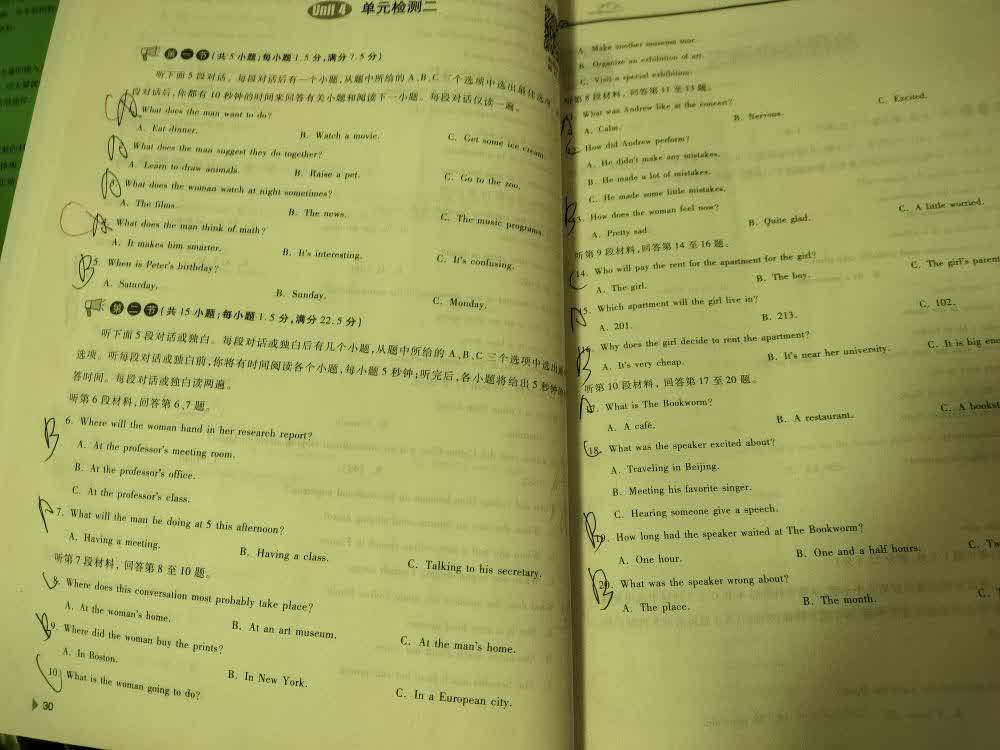 Unit 4 单元检测二
第一节(共5小题;每小题1.5分,满分7.5分)
听下面5段对话。每段对话后有一个小题,从题中所给的A、B、C三个选项中选出最佳选项。
段对话后,你都有10秒钟的时间来回答有关小题和阅读下一小题。每段对话仅读一遍。
What does the man want to do?
A. Eat dinner. B. Watch a movie. C. Get some ice cream.
What does the man suggest they do together?
A. Learn to draw animals. B. Raise a pet. C. Go to the zoo.
What does the woman watch at night sometimes?
A. The films. B. The news. C. The music programs.
What does the man think of math?
A. It makes him smarter. B. It's interesting. C. It's confusing.
B 5. When is Peter's birthday?
A. Saturday. B. Sunday. C. Monday.
第二节(共15小题;每小题1.5分,满分22.5分)
听下面5段对话或独白。每段对话或独白后有几个小题,从题中所给的A、B、C三个选项中选出
选项。听每段对话或独白前,你将有时间阅读各个小题,每小题5秒钟;听完后,各小题将给出5秒钟的
答时间。每段对话或独白读两遍。
听第6段材料,回答第6、7题。
B 6. Where will the woman hand in her research report?
A. At the professor's meeting room.
B. At the professor's office.
C. At the professor's class.
A 7. What will the man be doing at 5 this afternoon?
A. Having a meeting. B. Having a class. C. Talking to his secretary.
听第7段材料,回答第8至10题。
C 8. Where does this conversation most probably take place?
A. At the woman's home. B. At an art museum. C. At the man's home.
B 9. Where did the woman buy the prints?
A. In Boston. B. In New York. C. In a European city.
C 10. What is the woman going to do?
30
A. Make another museum tour.
B. Organize an exhibition of art.
C. Visit a special exhibition.
听第8段材料,回答第11至13题。
What was Andrew like at the concert?
A. Calm. B. Nervous. C. Excited.
How did Andrew perform?
A. He didn't make any mistakes.
B. He made a lot of mistakes.
C. He made some little mistakes.
B 3. How does the woman feel now?
A. Pretty sad. B. Quite glad. C. A little worried.
听第9段材料,回答第14至16题。
C 14. Who will pay the rent for the apartment for the girl?
A. The girl. B. The boy. C. The girl's parent
A 5. Which apartment will the girl live in?
A. 201. B. 213. C. 102.
B 16. Why does the girl decide to rent the apartment?
A. It's very cheap. B. It's near her university. C. It is big
听第10段材料,回答第17至20题。
A 17. What is The Bookworm?
A. A café. B. A restaurant. C. A bookst
C 18. What was the speaker excited about?
A. Traveling in Beijing.
B. Meeting his favorite singer.
C. Hearing someone give a speech.
B 19. How long had the speaker waited at The Bookworm?
A. One hour. B. One and a half hours. C.
B 20. What was the speaker wrong about?
A. The place. B. The month. C.